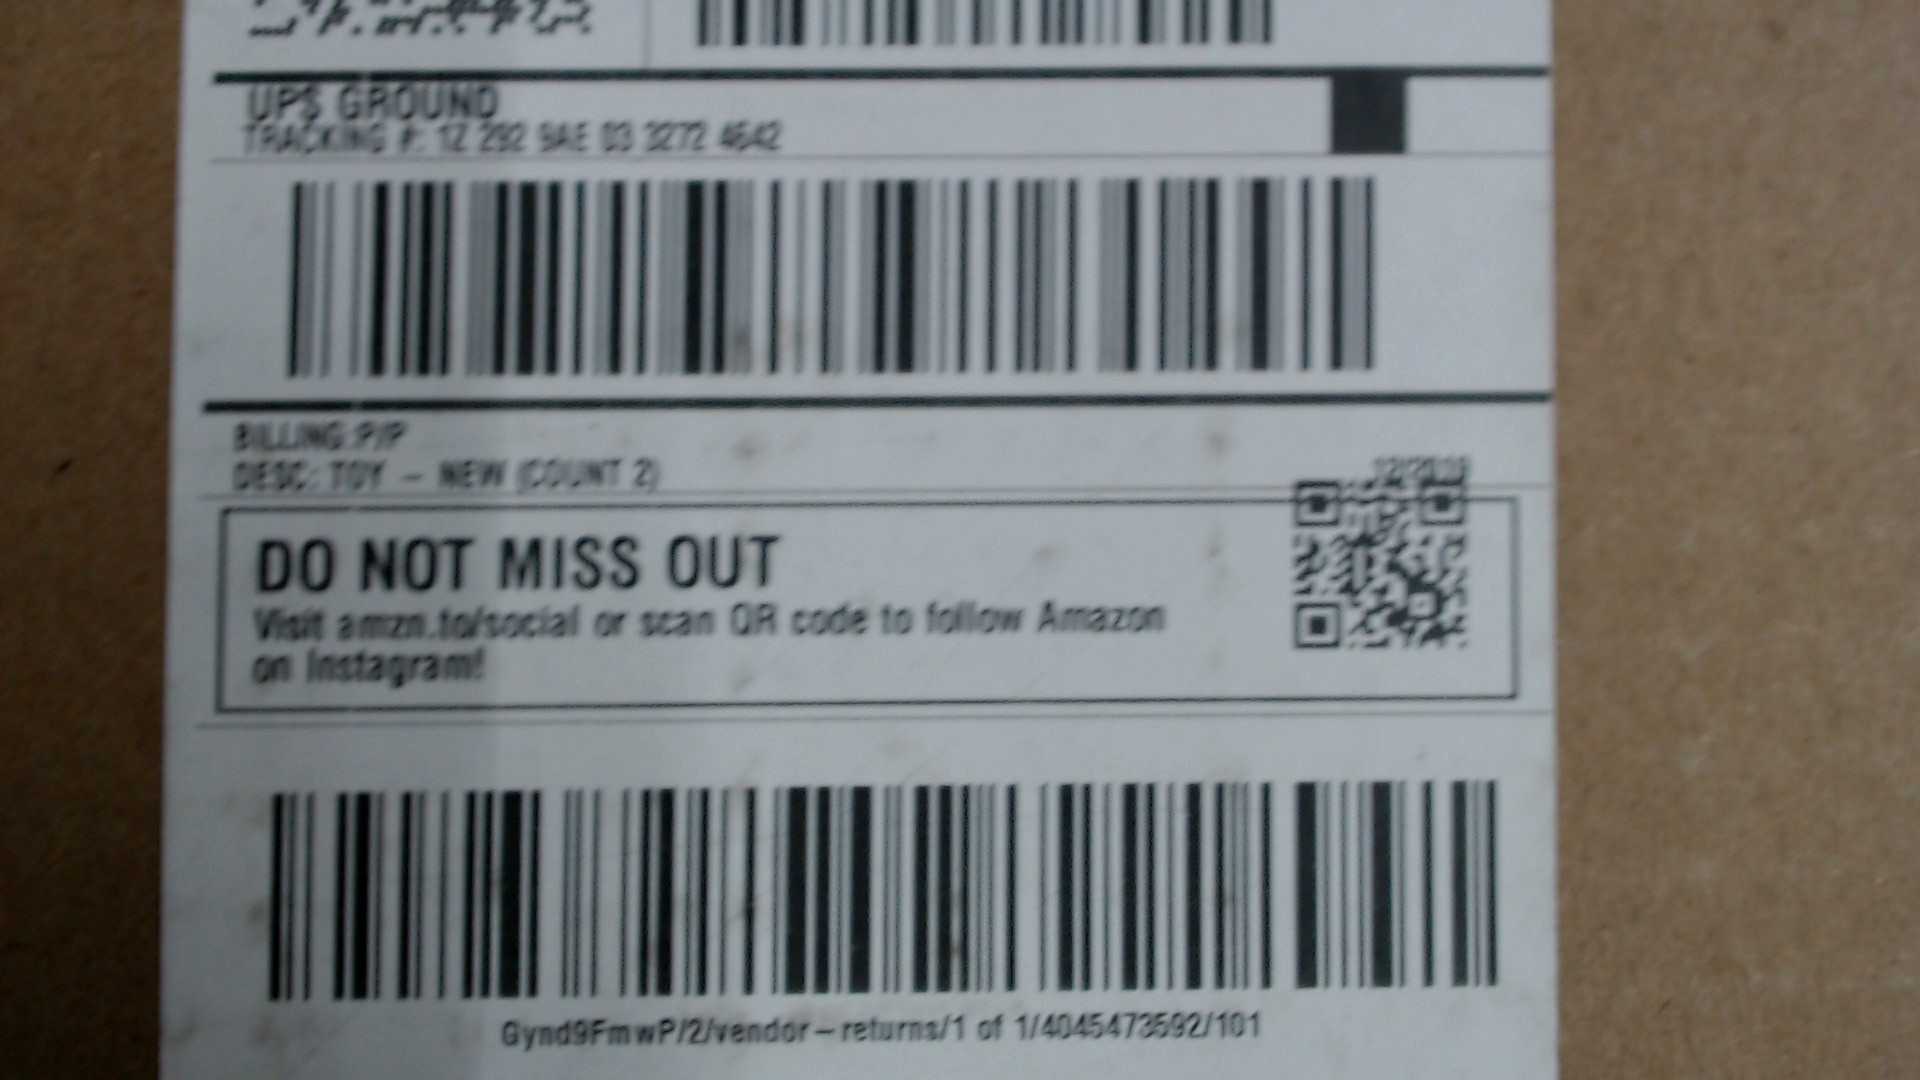 UPS GROUND
TRACKING #: 1Z 292 9AE 03 3272 4642
BILLING: P/P
DESC: TOY - NEW (COUNT 2)
DO NOT MISS OUT
Visit amzn.to/social or scan QR code to follow Amazon
on Instagram!
Gynd9FmwP/2/vendor-returns/1 of 1/4045473592/101